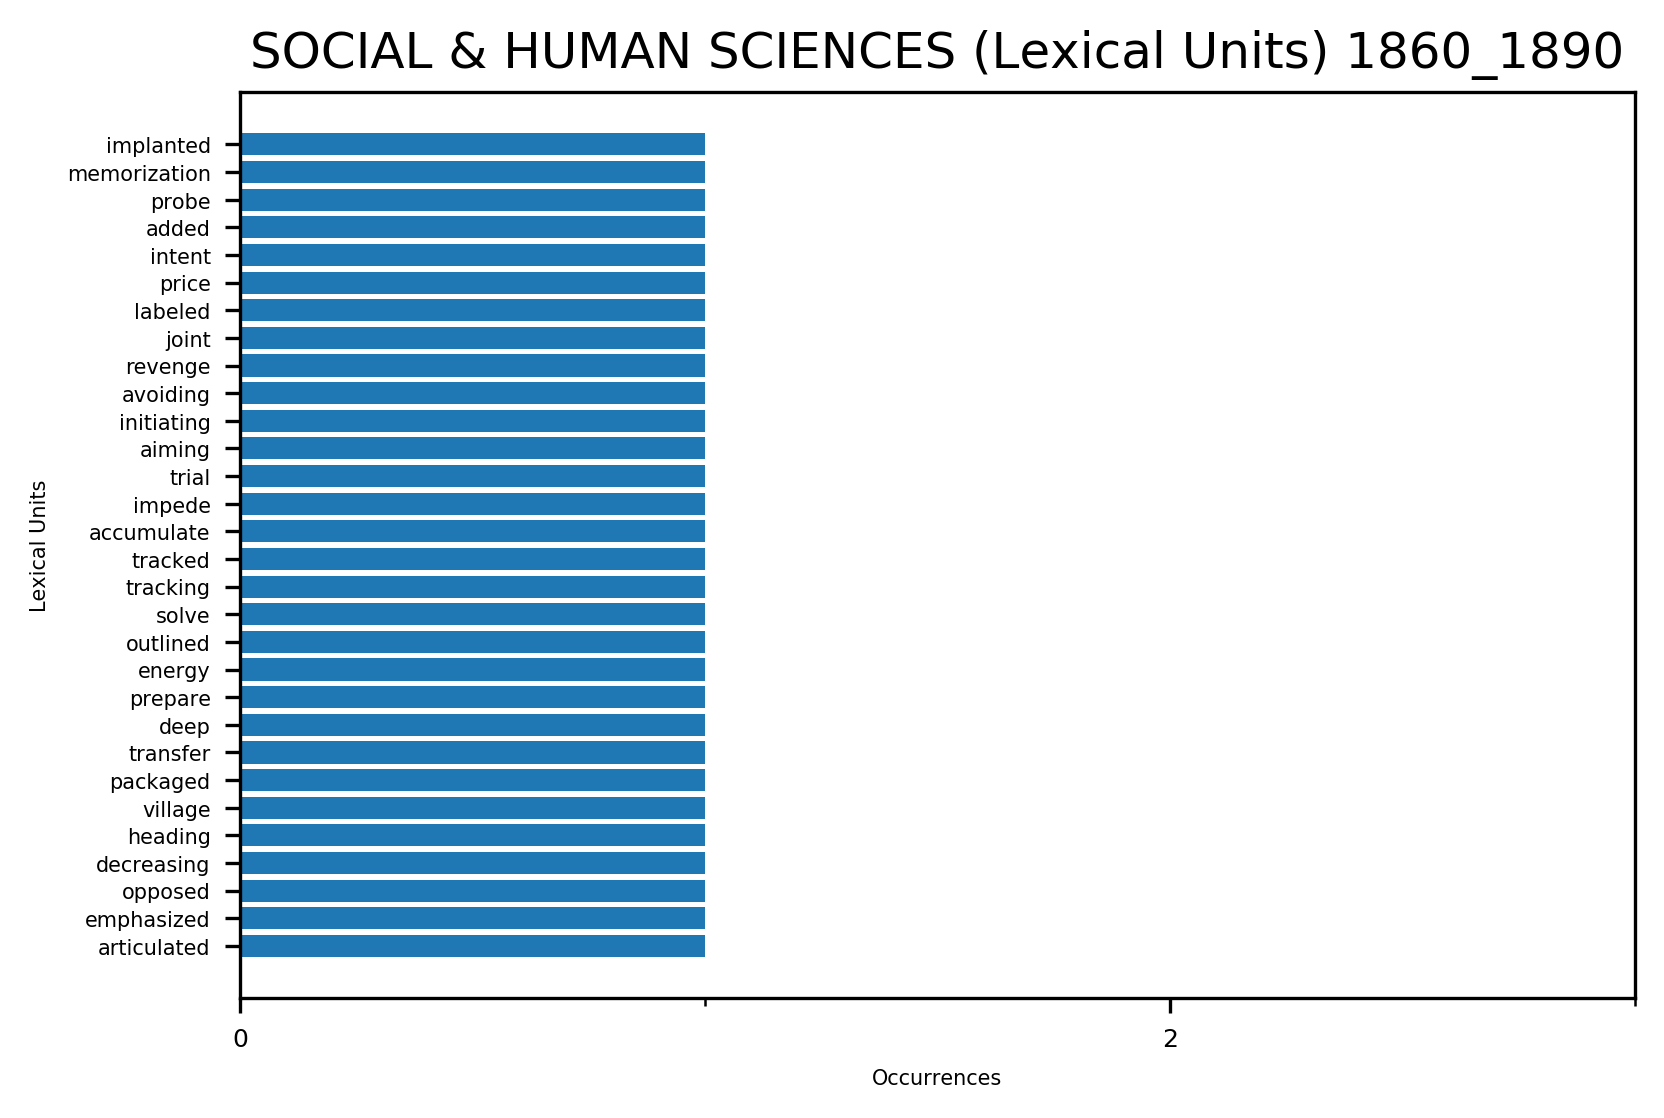 SOCIAL & HUMAN SCIENCES (Lexical Units) 1860_1890
implanted
memorization
probe
added
intent
price
labeled
joint
revenge
avoiding
initiating
aiming
trial
impede
accumulate
tracked
tracking
solve
outlined
energy
prepare
deep
transfer
packaged
village
heading
decreasing
opposed
emphasized
articulated
Lexical Units
0 2
Occurrences